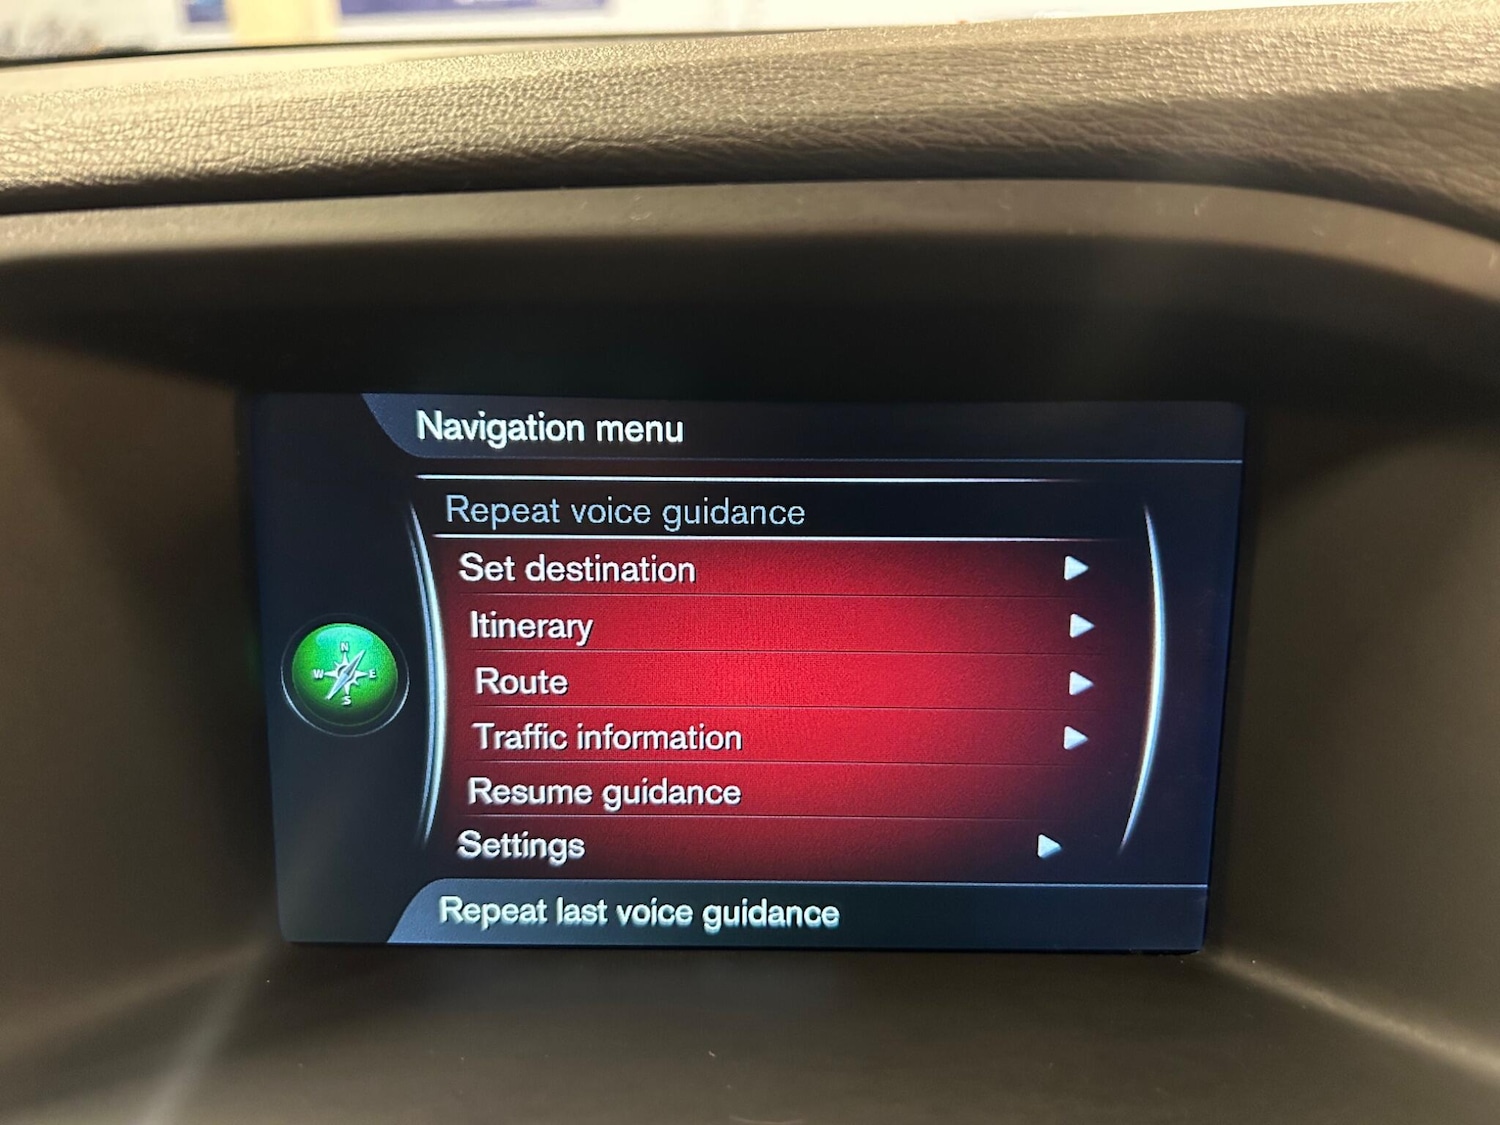 Navigation menu
Repeat voice guidance
Set destination
Itinerary
Route
Traffic information
Resume guidance
Settings
N
W E
S
Repeat last voice guidance